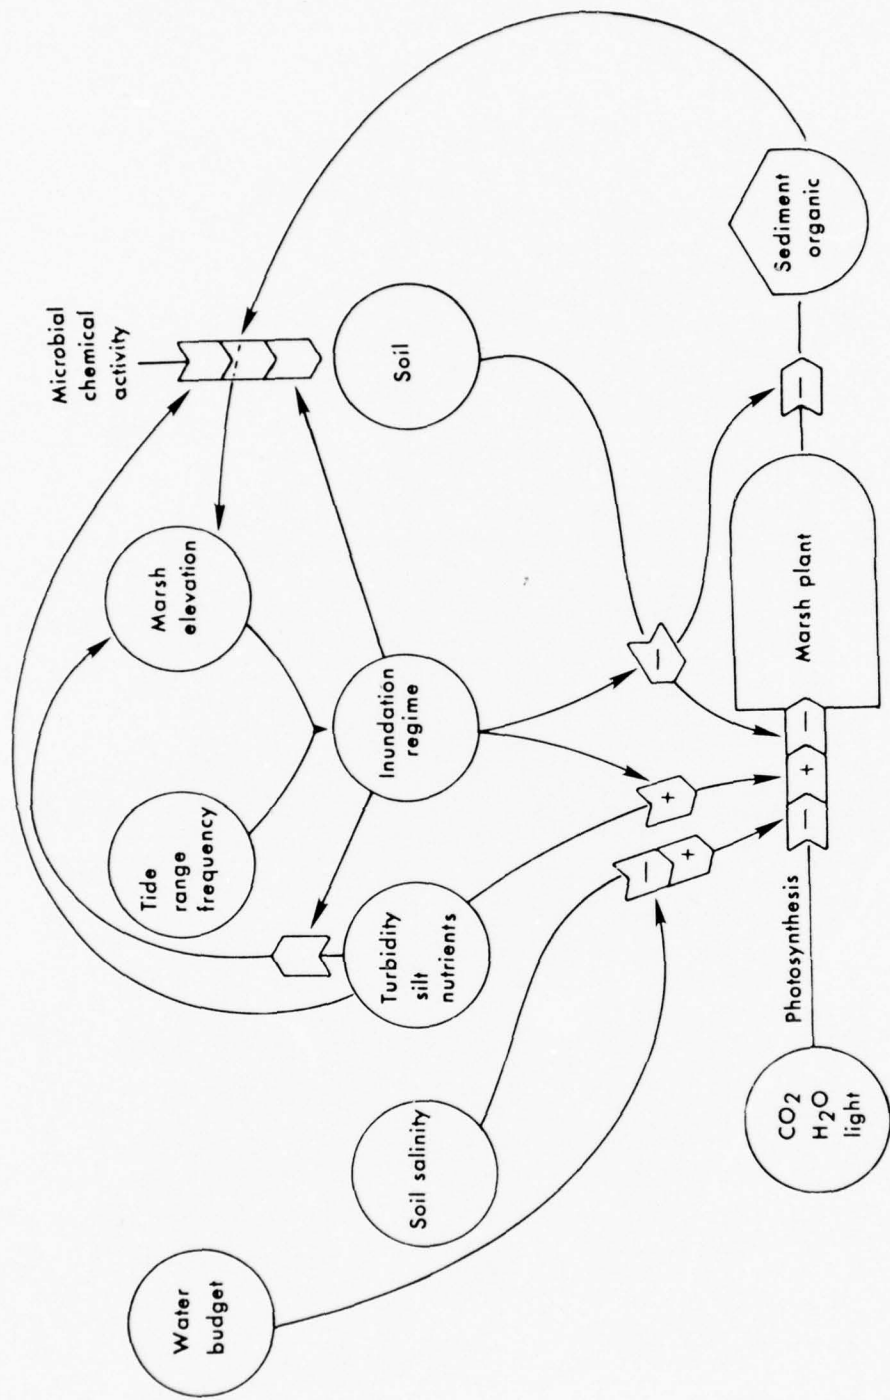 Microbial
chemical
activity
Marsh
elevation
Tide
range
frequency
Water
budget
Soil
Inundation
regime
Turbidity
silt
nutrients
Soil salinity
−
+
−
+
−
−
Sediment
organic
Marsh plant
−
+
−
Photosynthesis
CO2
H2O
light